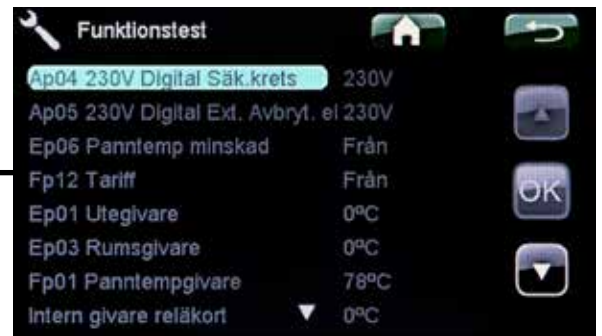 Funktionstest
Ap04 230V Digital Säk.krets 230V
Ap05 230V Digital Ext. Avbryt. el 230V
Ep06 Panntemp minskad Från
Fp12 Tariff Från
Ep01 Utegivare 0ºC
Ep03 Rumsgivare 0ºC
Fp01 Panntempgivare 78ºC
Intern givare reläkort 0ºC
OK